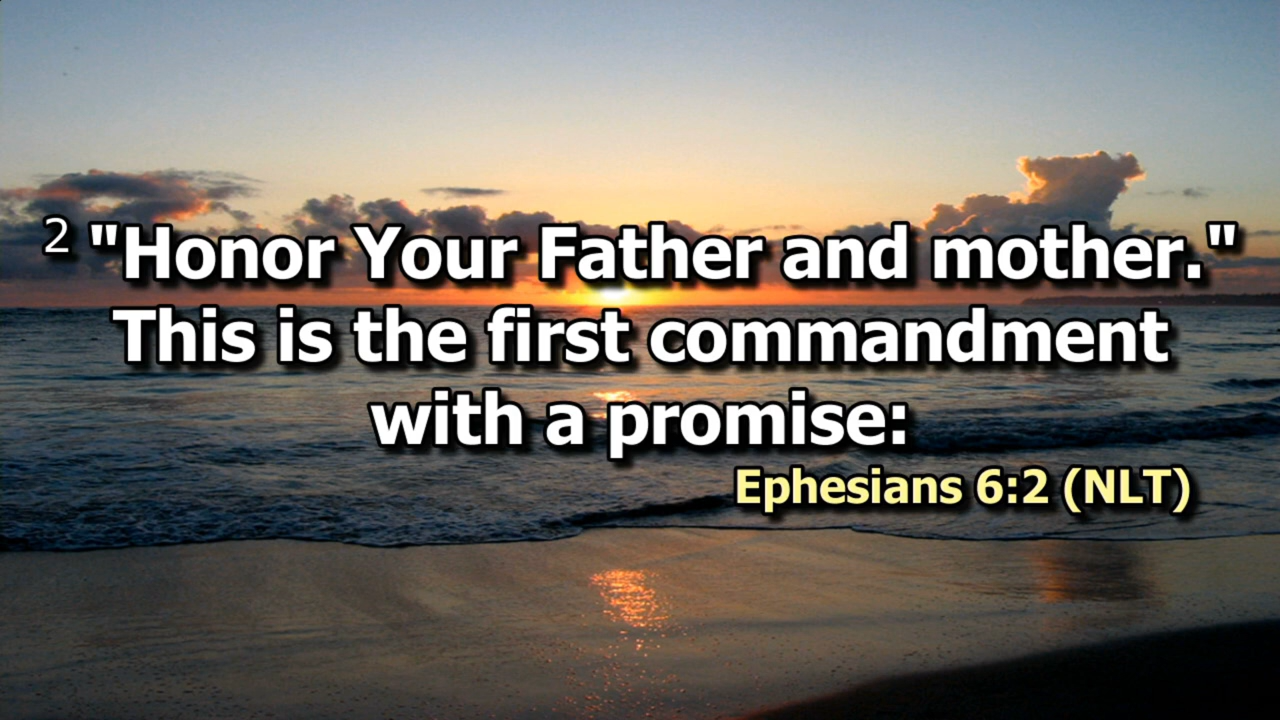 2 "Honor Your Father and mother."
This is the first commandment
with a promise:
Ephesians 6:2 (NLT)